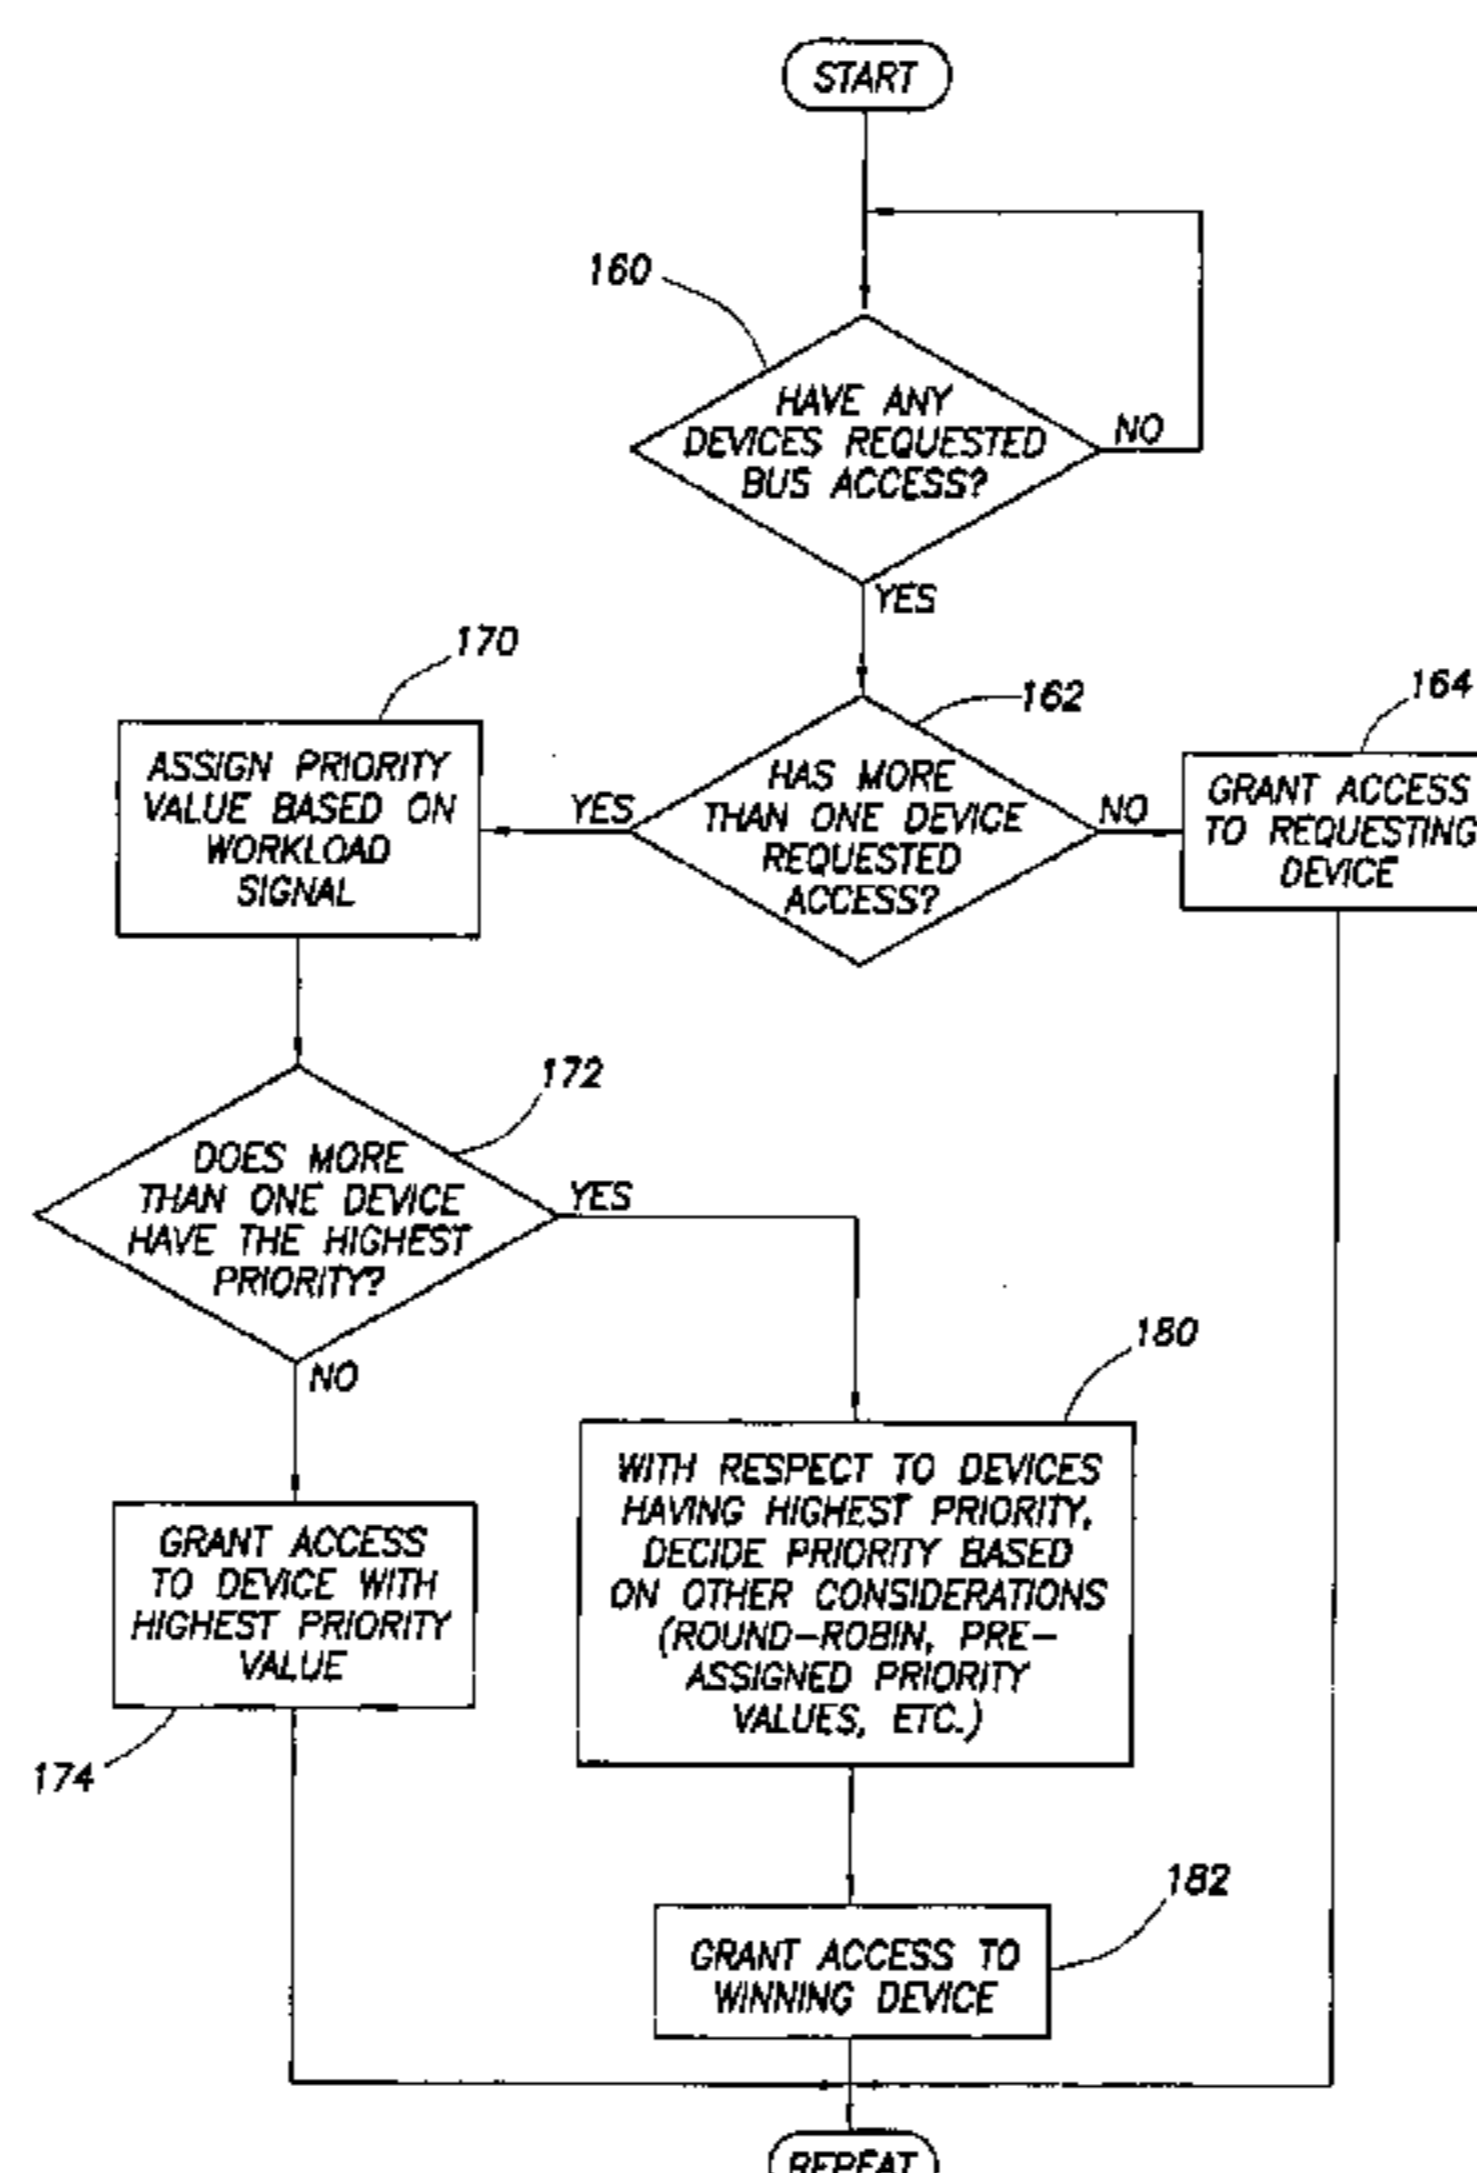 START
160
HAVE ANY
DEVICES REQUESTED
BUS ACCESS?
NO
YES
170
162
164
ASSIGN PRIORITY
VALUE BASED ON
WORKLOAD
SIGNAL
YES
HAS MORE
THAN ONE DEVICE
REQUESTED
ACCESS?
NO
GRANT ACCESS
TO REQUESTING
DEVICE
172
DOES MORE
THAN ONE DEVICE
HAVE THE HIGHEST
PRIORITY?
YES
NO
180
GRANT ACCESS
TO DEVICE WITH
HIGHEST PRIORITY
VALUE
174
WITH RESPECT TO DEVICES
HAVING HIGHEST PRIORITY,
DECIDE PRIORITY BASED
ON OTHER CONSIDERATIONS
(ROUND-ROBIN, PRE-
ASSIGNED PRIORITY
VALUES, ETC.)
182
GRANT ACCESS TO
WINNING DEVICE
REPEAT